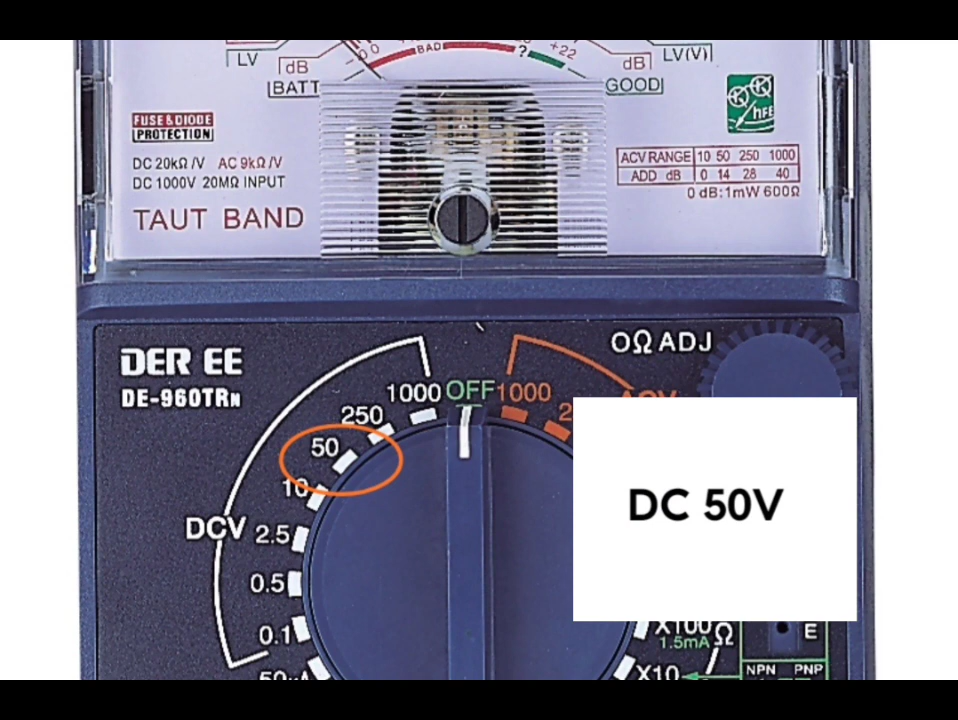 0 0
BAD
?
+22
LV
dB
dB
LV(V)
BATT
GOOD
hFE
FUSE & DIODE
PROTECTION
DC 20kΩ/V AC 9kΩ/V
DC 1000V 20MΩ INPUT
TAUT BAND
ACV RANGE 10 50 250 1000
ADD dB 0 14 28 40
0 dB:1mW 600Ω
DER EE
DE-960TRN
0Ω ADJ
1000 OFF 1000
250
50
10
DCV 2.5
0.5
0.1
DC 50V
X100 Ω
1.5mA
E
X10
NPN PNP